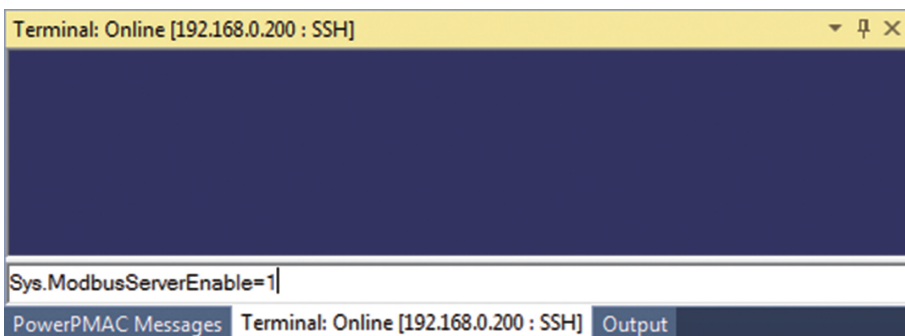 Terminal: Online [192.168.0.200 : SSH]
Sys.ModbusServerEnable=1
PowerPMAC Messages Terminal: Online [192.168.0.200 : SSH] Output